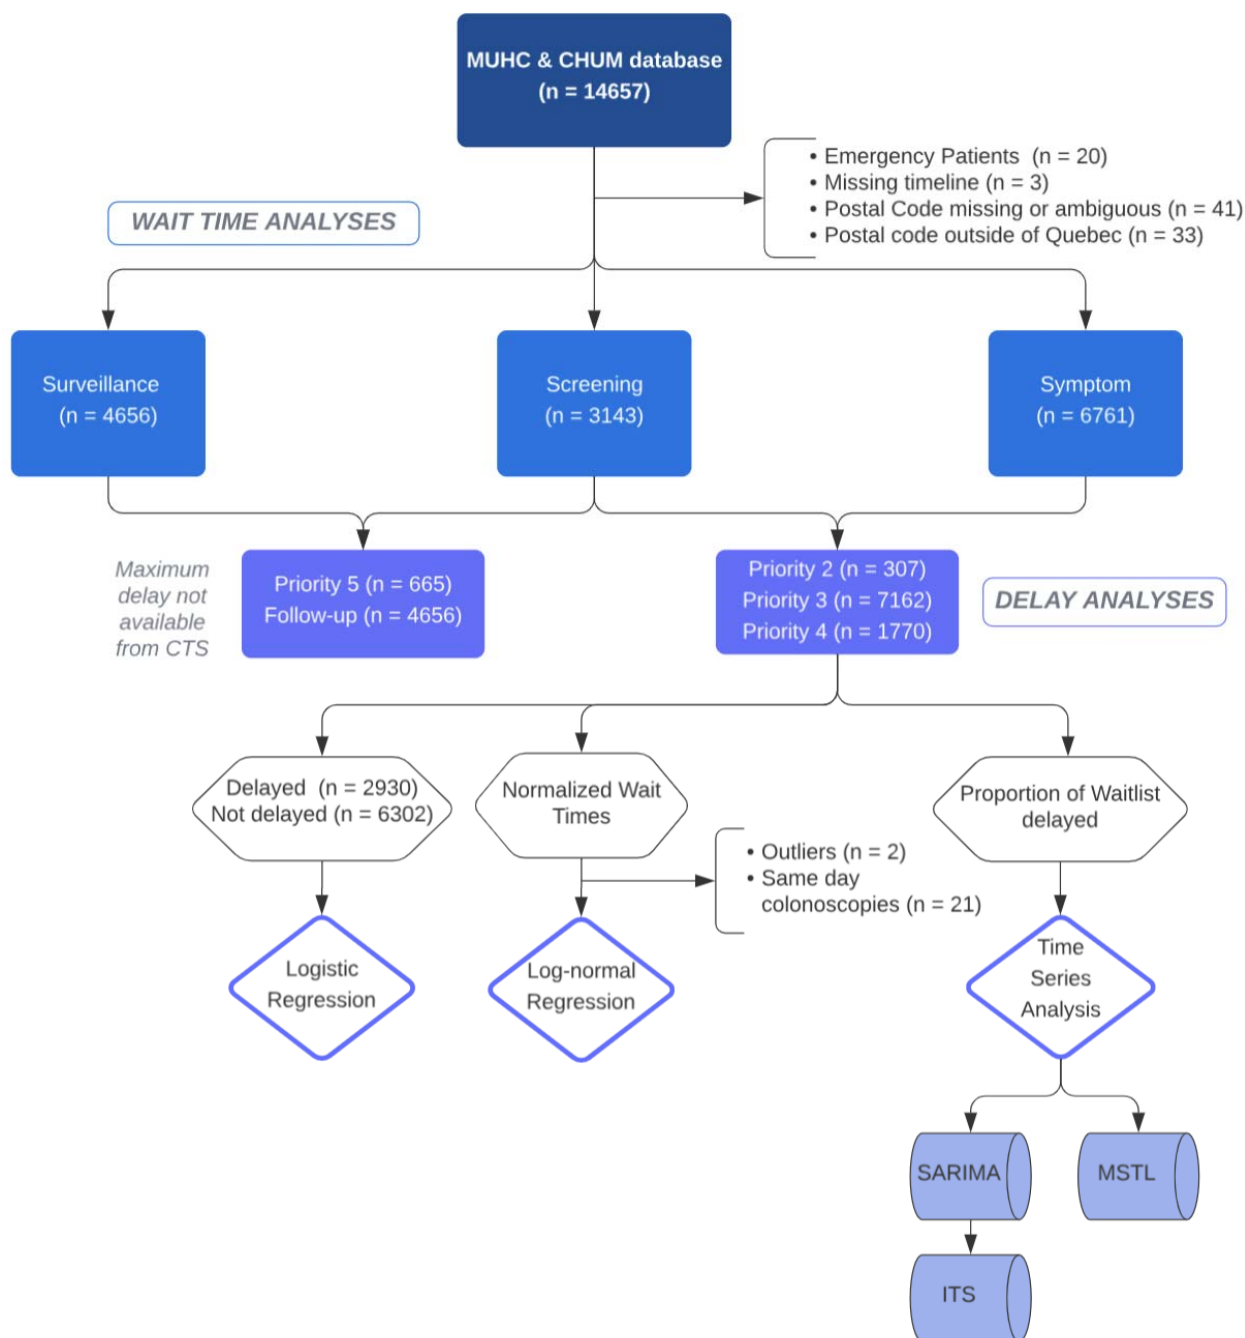 MUHC & CHUM database
(n = 14657)
• Emergency Patients (n = 20)
• Missing timeline (n = 3)
• Postal Code missing or ambiguous (n = 41)
• Postal code outside of Quebec (n = 33)
WAIT TIME ANALYSES
Surveillance
(n = 4656)
Screening
(n = 3143)
Symptom
(n = 6761)
Maximum
delay not
available
from CTS
Priority 5 (n = 665)
Follow-up (n = 4656)
Priority 2 (n = 307)
Priority 3 (n = 7162)
Priority 4 (n = 1770)
DELAY ANALYSES
Delayed (n = 2930)
Not delayed (n = 6302)
Normalized Wait
Times
Proportion of Waitlist
delayed
• Outliers (n = 2)
• Same day
colonoscopies (n = 21)
Logistic
Regression
Log-normal
Regression
Time
Series
Analysis
SARIMA
MSTL
ITS